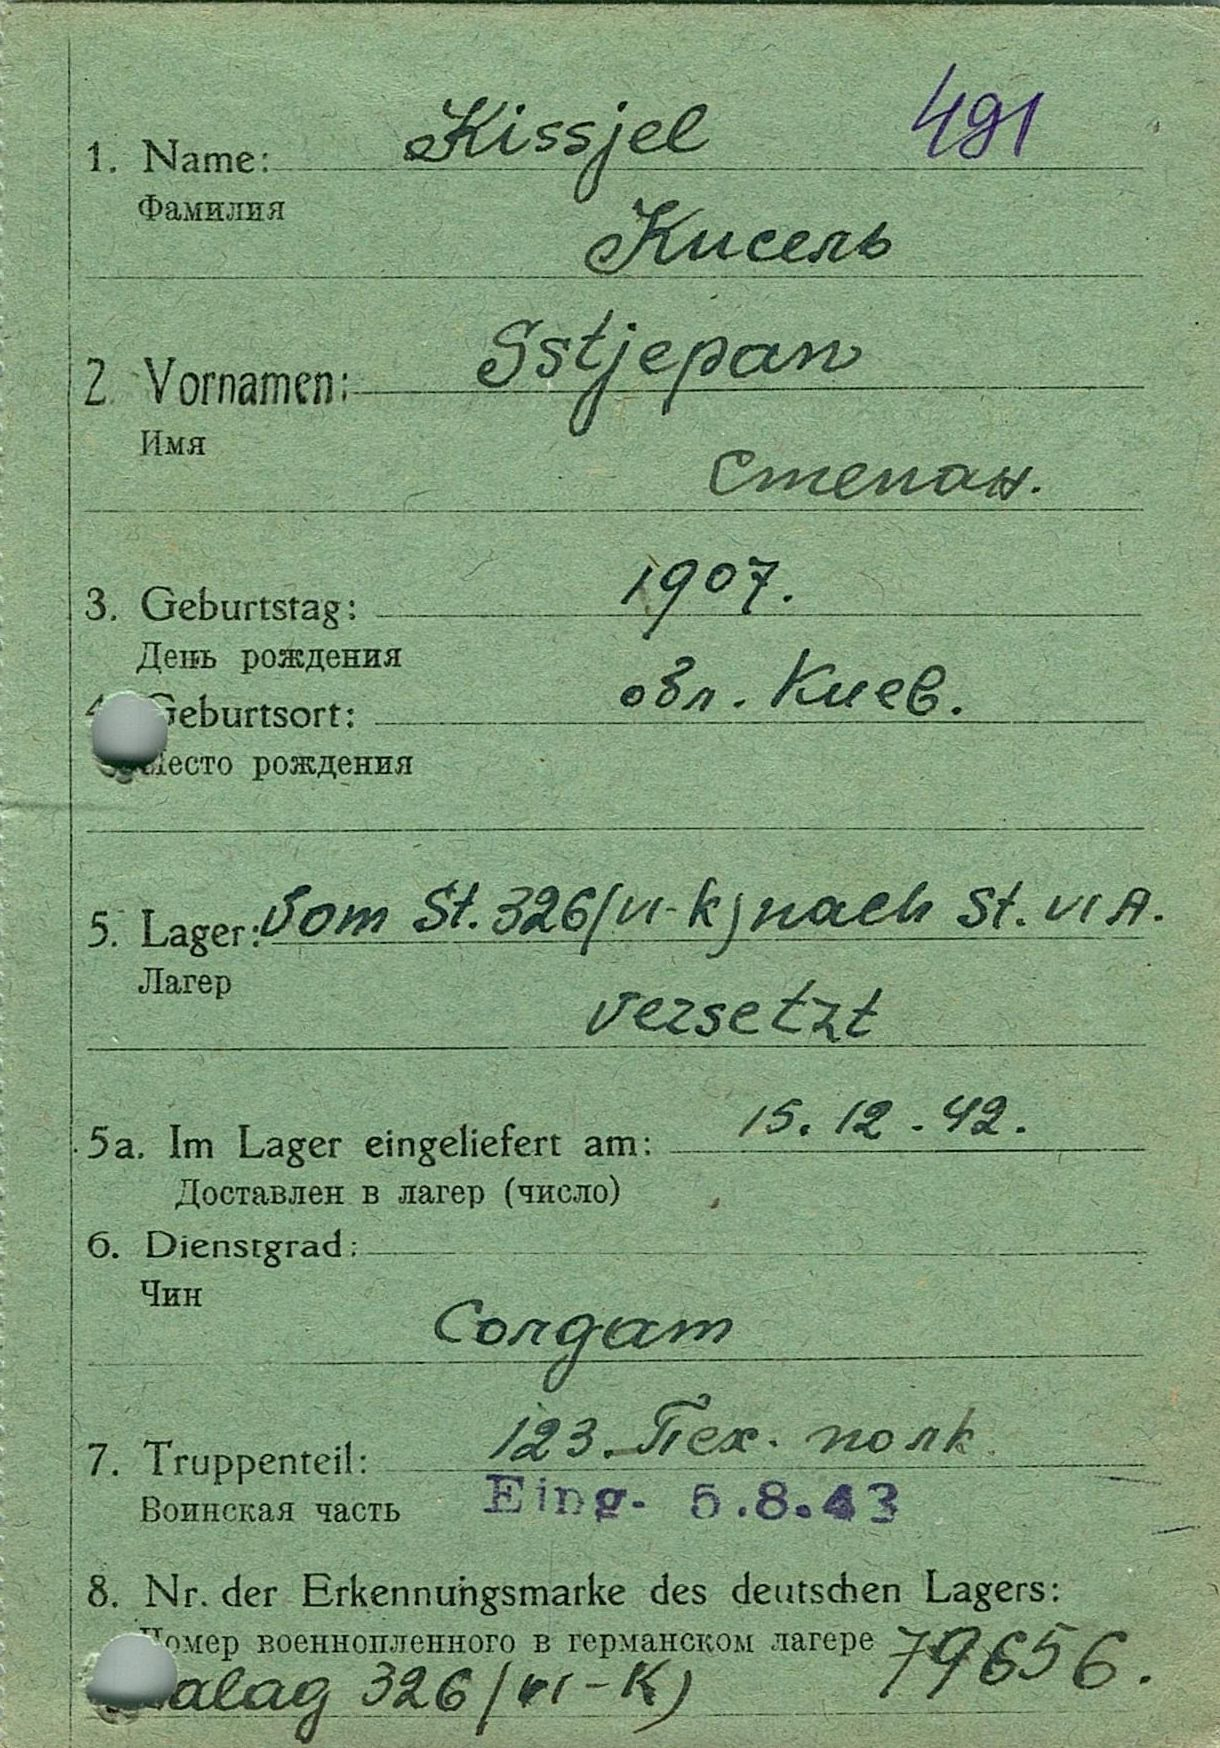 491
1. Name: Kissjel
Фамилия
Кисель
2. Vornamen: Sstjepan
Имя
Степан.
3. Geburtstag: 1907.
День рождения
Geburtsort: обл. Киев.
Место рождения
5. Lager: Vom St. 326/VI-K) nach St. VI A.
Лагер
versetzt
5a. Im Lager eingeliefert am: 15.12.42.
Доставлен в лагер (число)
6. Dienstgrad:
Чин
Солдат
7. Truppenteil: 123. Пех. полк
Воинская часть Eing. 5.8.43
8. Nr. der Erkennungsmarke des deutschen Lagers:
Номер военнопленного в германском лагере 79656.
alag 326/VI-K)